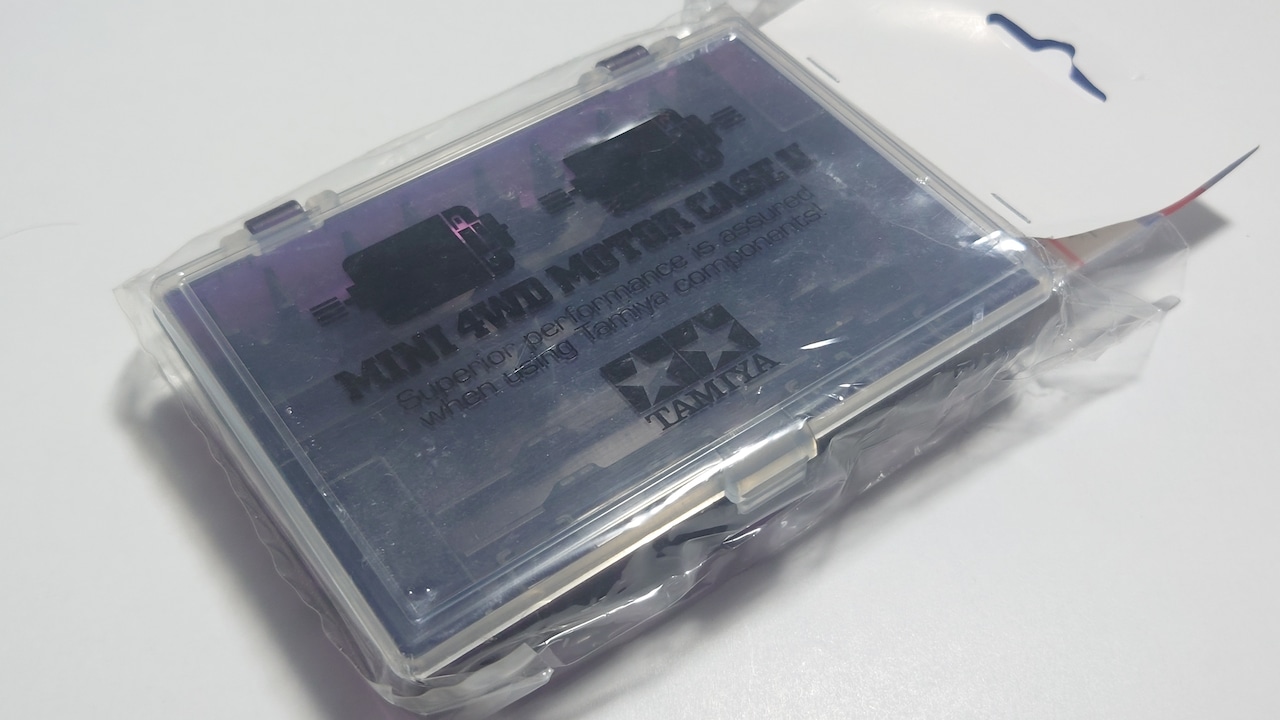 MINI 4WD MOTOR CASE II
Superior performance is assured
when using Tamiya components!
TAMIYA